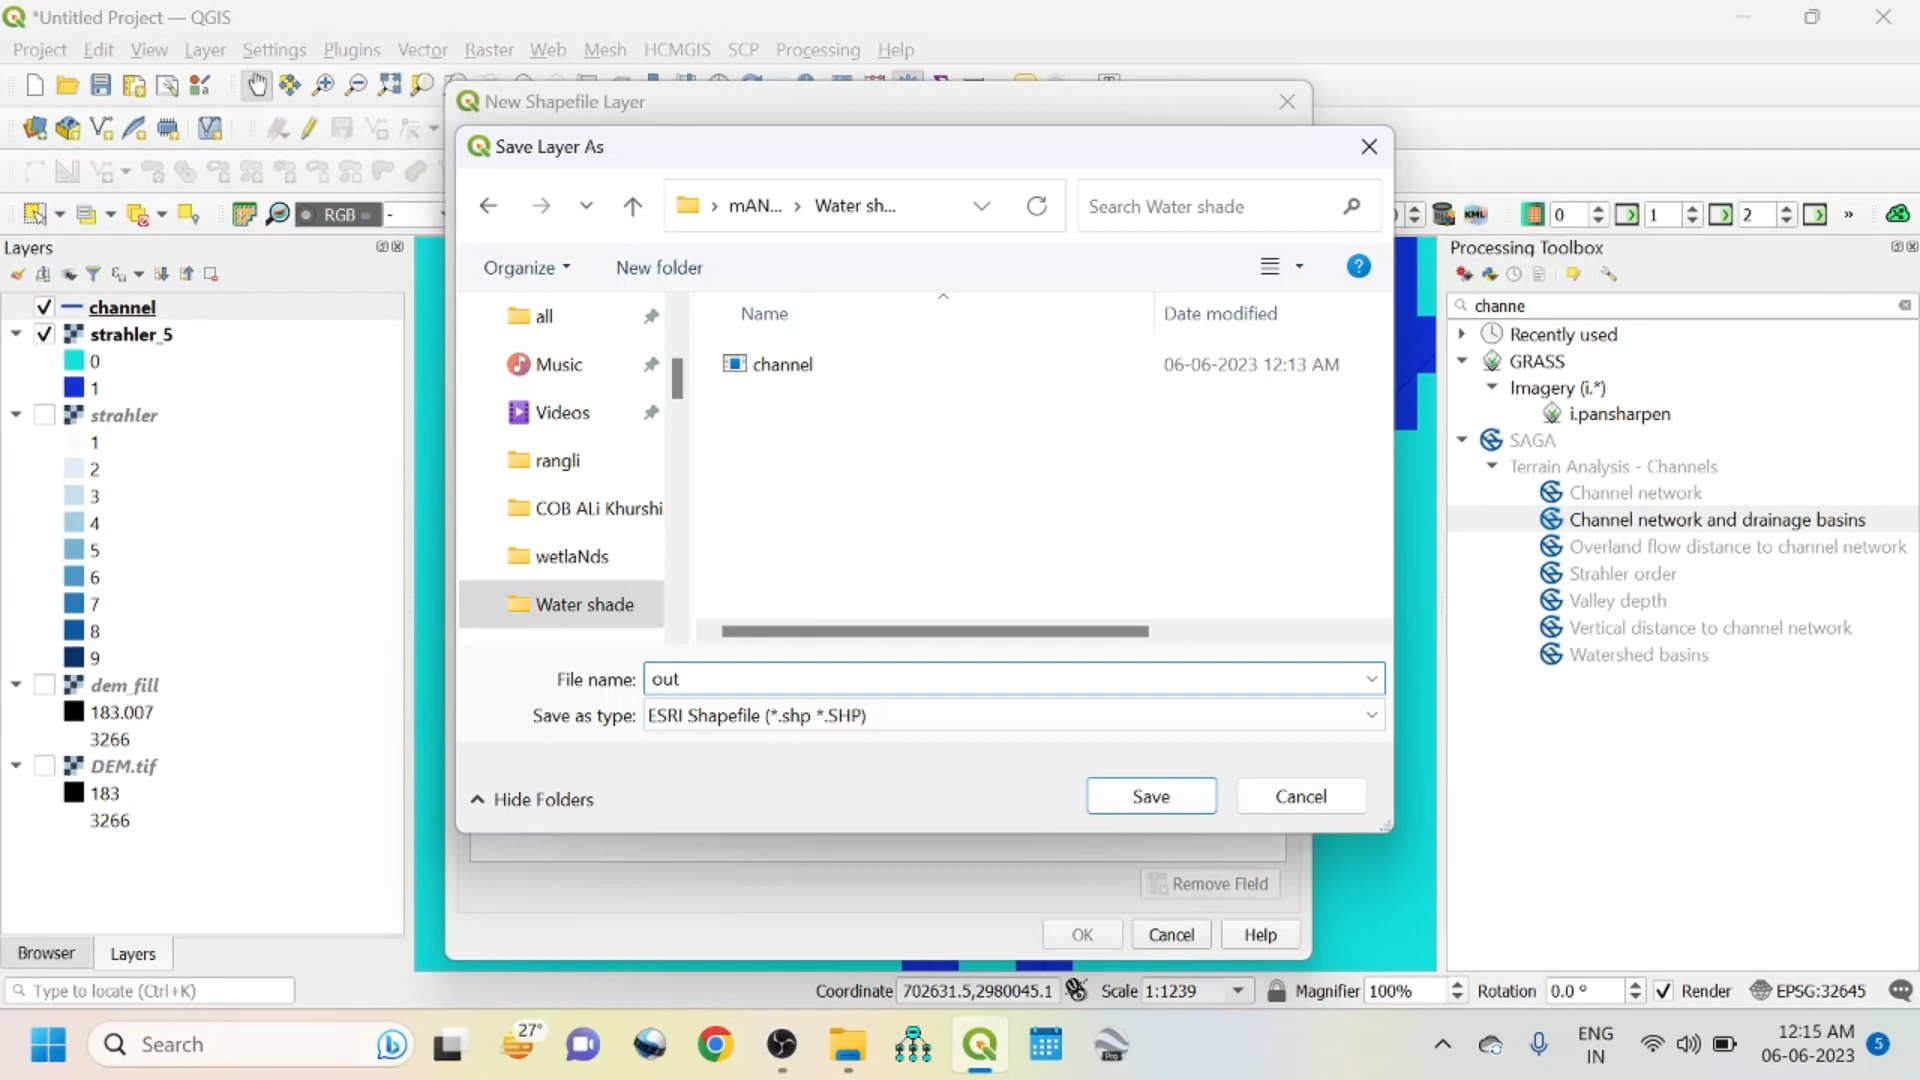 *Untitled Project — QGIS
Project Edit View Layer Settings Plugins Vector Raster Web Mesh HCMGIS SCP Processing Help
New Shapefile Layer
Save Layer As
mAN... › Water sh...
Search Water shade
Organize
New folder
RGB
-
KML
0
1
2
»
Layers
channel
strahler_5
0
1
strahler
1
2
3
4
5
6
7
8
9
dem_fill
183.007
3266
DEM.tif
183
3266
all
Music
Videos
rangli
COB ALi Khurshi
wetlaNds
Water shade
Name
Date modified
channel
06-06-2023 12:13 AM
File name: out
Save as type: ESRI Shapefile (*.shp *.SHP)
Hide Folders
Save
Cancel
Remove Field
OK
Cancel
Help
Processing Toolbox
channe
Recently used
GRASS
Imagery (i.*)
i.pansharpen
SAGA
Terrain Analysis - Channels
Channel network
Channel network and drainage basins
Overland flow distance to channel network
Strahler order
Valley depth
Vertical distance to channel network
Watershed basins
Browser
Layers
Type to locate (Ctrl+K)
Coordinate 702631.5,2980045.1
Scale 1:1239
Magnifier 100%
Rotation 0.0 °
Render
EPSG:32645
Search
27°
Pro
ENG
IN
12:15 AM
06-06-2023
5